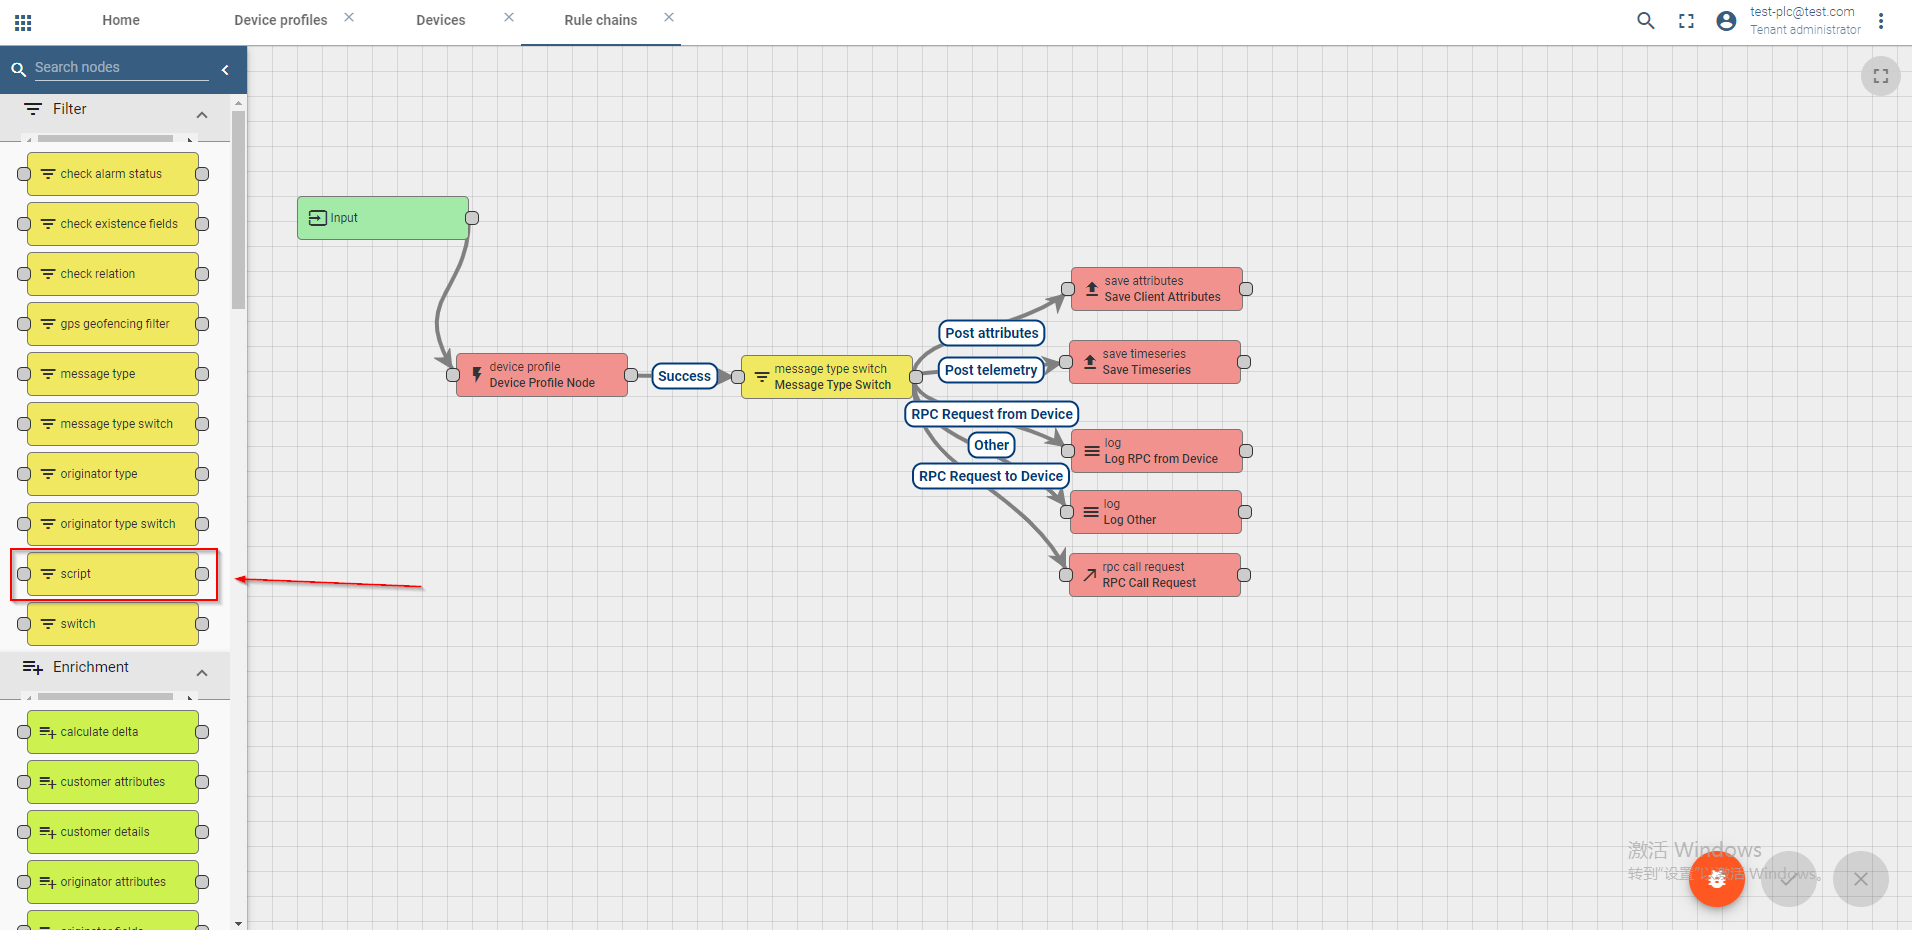 Home
Device profiles
Devices
Rule chains
test-plc@test.com
Tenant administrator
Search nodes
Filter
check alarm status
check existence fields
check relation
gps geofencing filter
message type
message type switch
originator type
originator type switch
script
switch
Enrichment
calculate delta
customer attributes
customer details
originator attributes
originator fields
Input
device profile
Device Profile Node
Success
message type switch
Message Type Switch
Post attributes
Post telemetry
RPC Request from Device
Other
RPC Request to Device
save attributes
Save Client Attributes
save timeseries
Save Timeseries
log
Log RPC from Device
log
Log Other
rpc call request
RPC Call Request
激活 Windows
转到"设置"以激活 Windows。